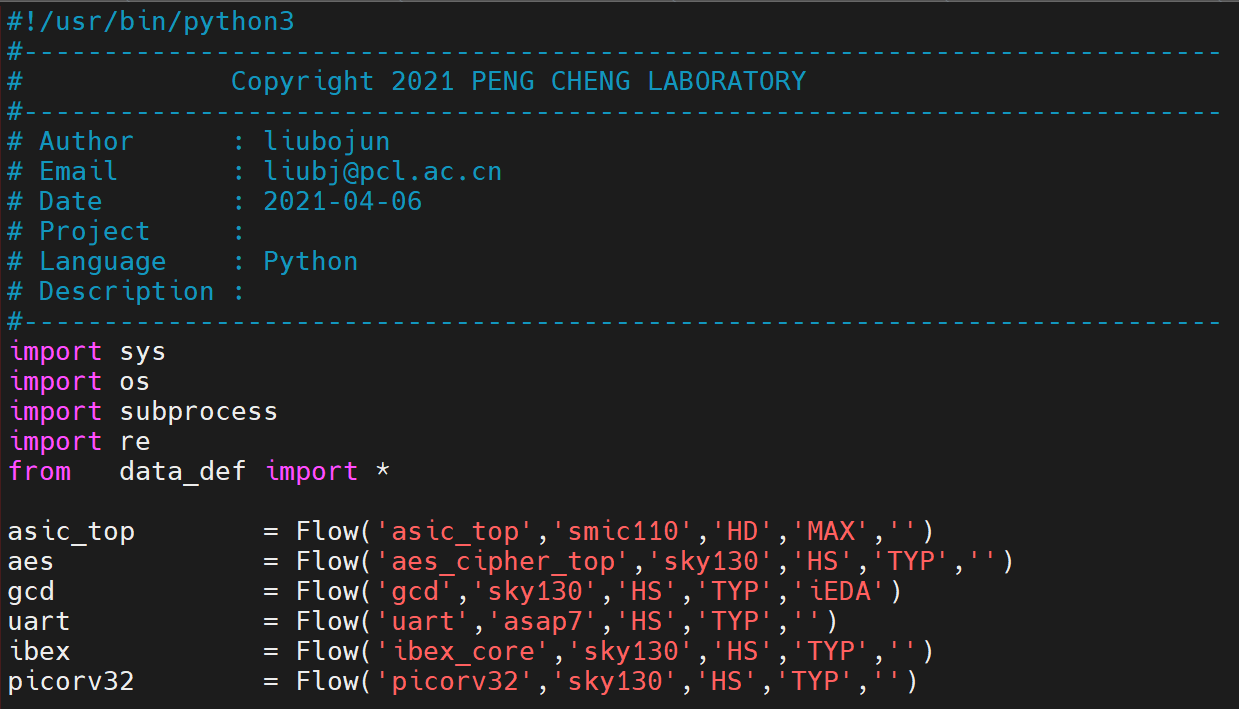 #!/usr/bin/python3
#---------------------------------------------------------------------------
#             Copyright 2021 PENG CHENG LABORATORY
#---------------------------------------------------------------------------
# Author      : liubojun
# Email       : liubj@pcl.ac.cn
# Date        : 2021-04-06
# Project     :
# Language    : Python
# Description :
#---------------------------------------------------------------------------
import sys
import os
import subprocess
import re
from   data_def import *

asic_top        = Flow('asic_top','smic110','HD','MAX','')
aes             = Flow('aes_cipher_top','sky130','HS','TYP','')
gcd             = Flow('gcd','sky130','HS','TYP','iEDA')
uart            = Flow('uart','asap7','HS','TYP','')
ibex            = Flow('ibex_core','sky130','HS','TYP','')
picorv32        = Flow('picorv32','sky130','HS','TYP','')